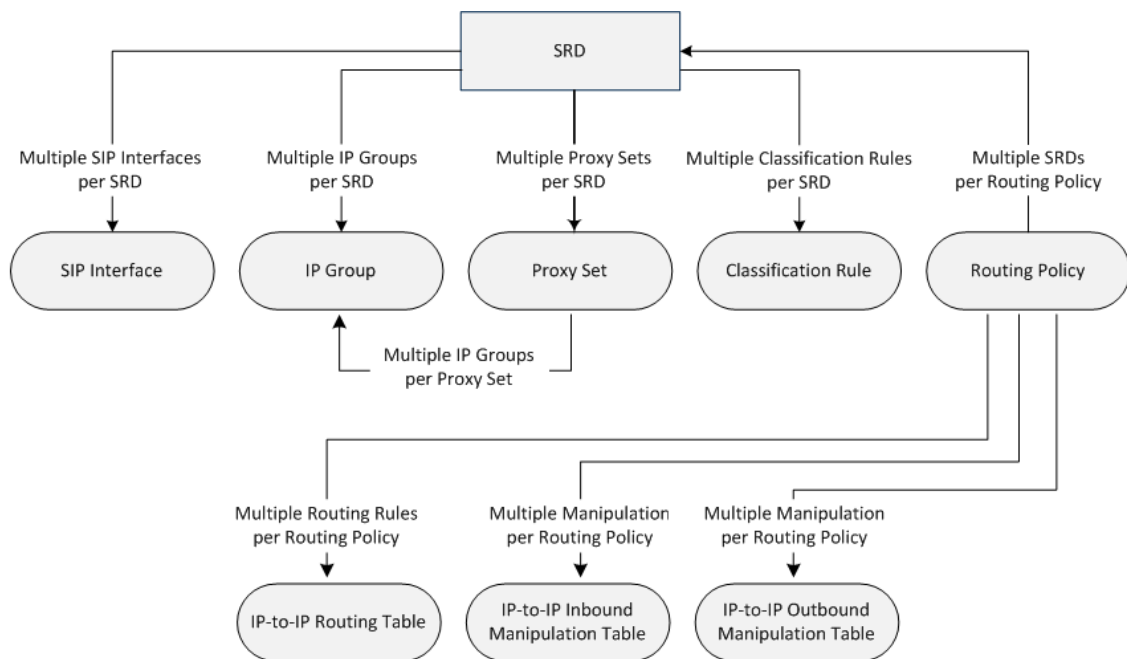 SRD
Multiple SIP Interfaces
per SRD
Multiple IP Groups
per SRD
Multiple Proxy Sets
per SRD
Multiple Classification Rules
per SRD
Multiple SRDs
per Routing Policy
SIP Interface
IP Group
Proxy Set
Classification Rule
Routing Policy
Multiple IP Groups
per Proxy Set
Multiple Routing Rules
per Routing Policy
Multiple Manipulation
per Routing Policy
Multiple Manipulation
per Routing Policy
IP-to-IP Routing Table
IP-to-IP Inbound
Manipulation Table
IP-to-IP Outbound
Manipulation Table